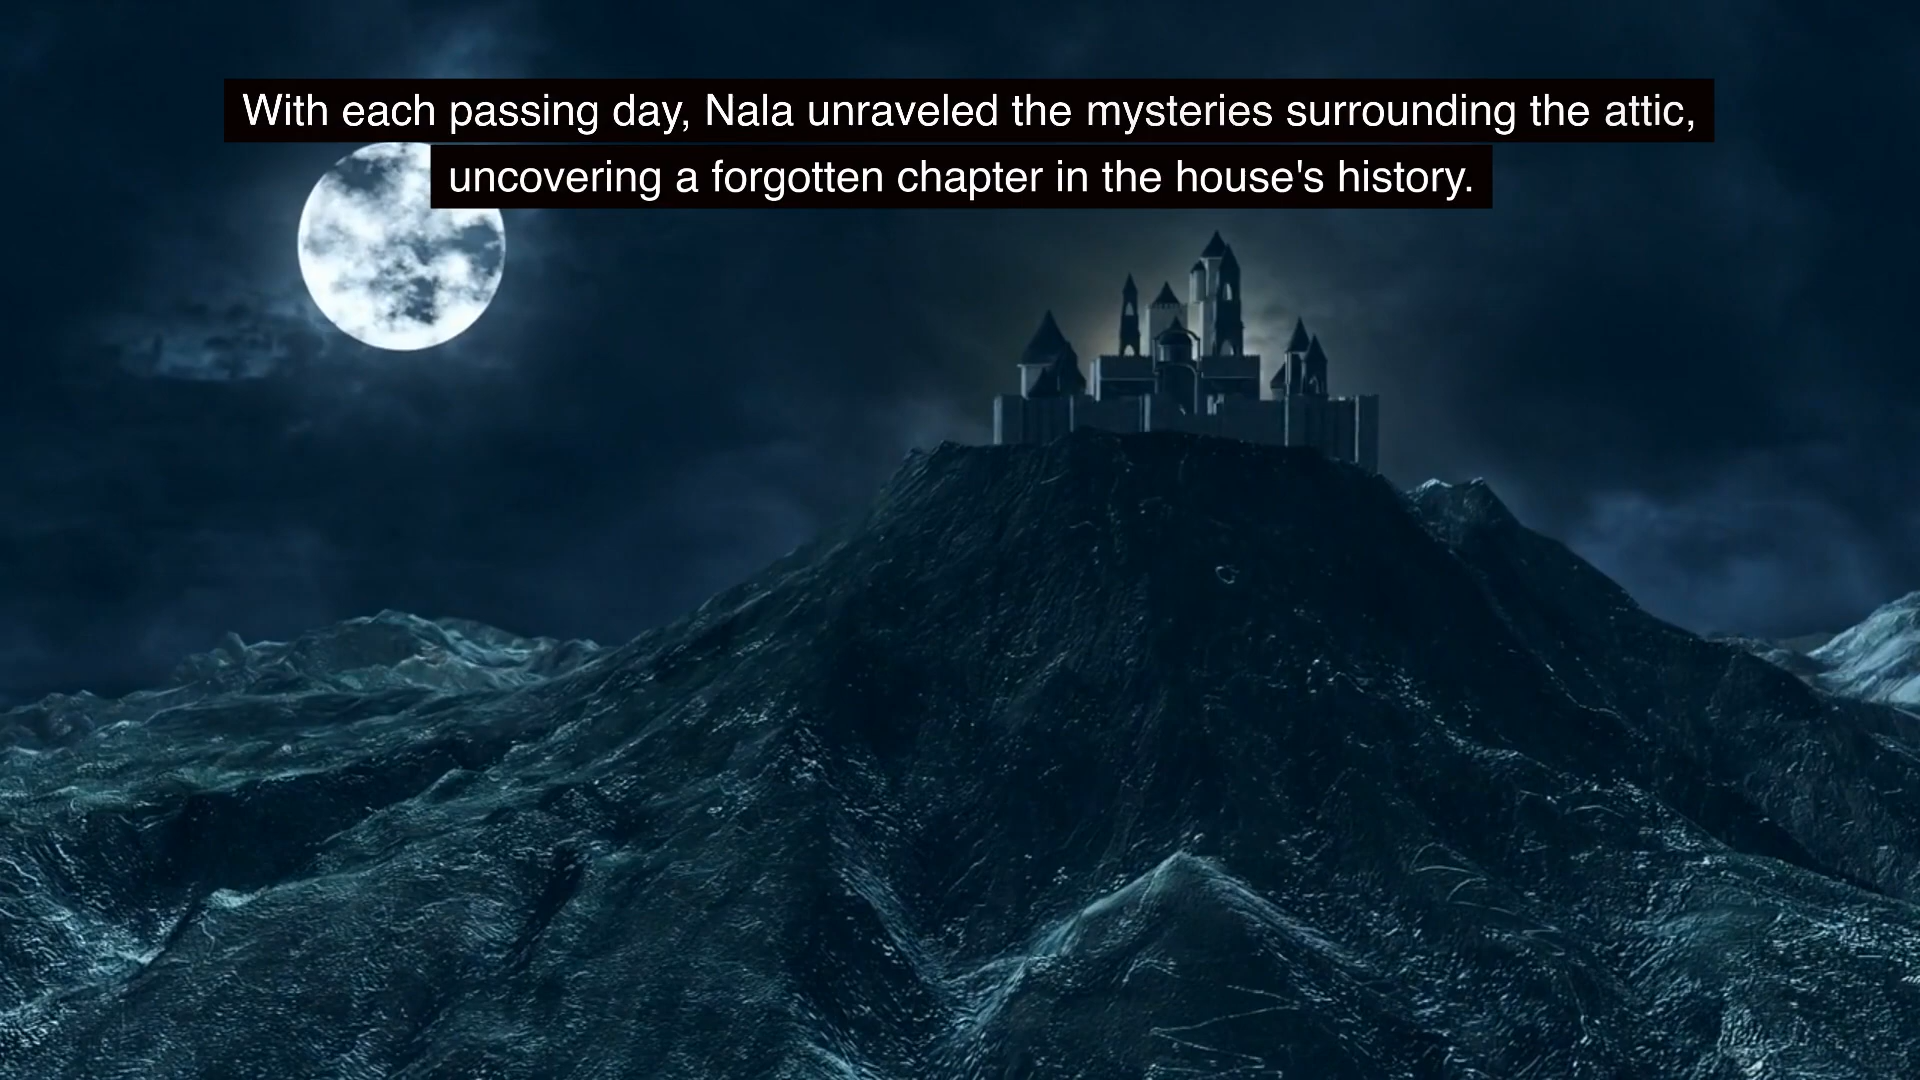 With each passing day, Nala unraveled the mysteries surrounding the attic,
uncovering a forgotten chapter in the house's history.